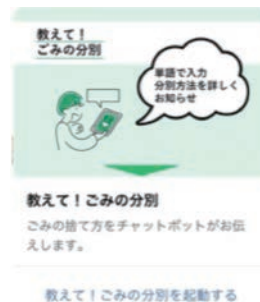 教えて！
ごみの分別
単語で入力
分別方法を詳しく
お知らせ
教えて！ごみの分別
ごみの捨て方をチャットボットがお伝
えします。
教えて！ごみの分別を起動する